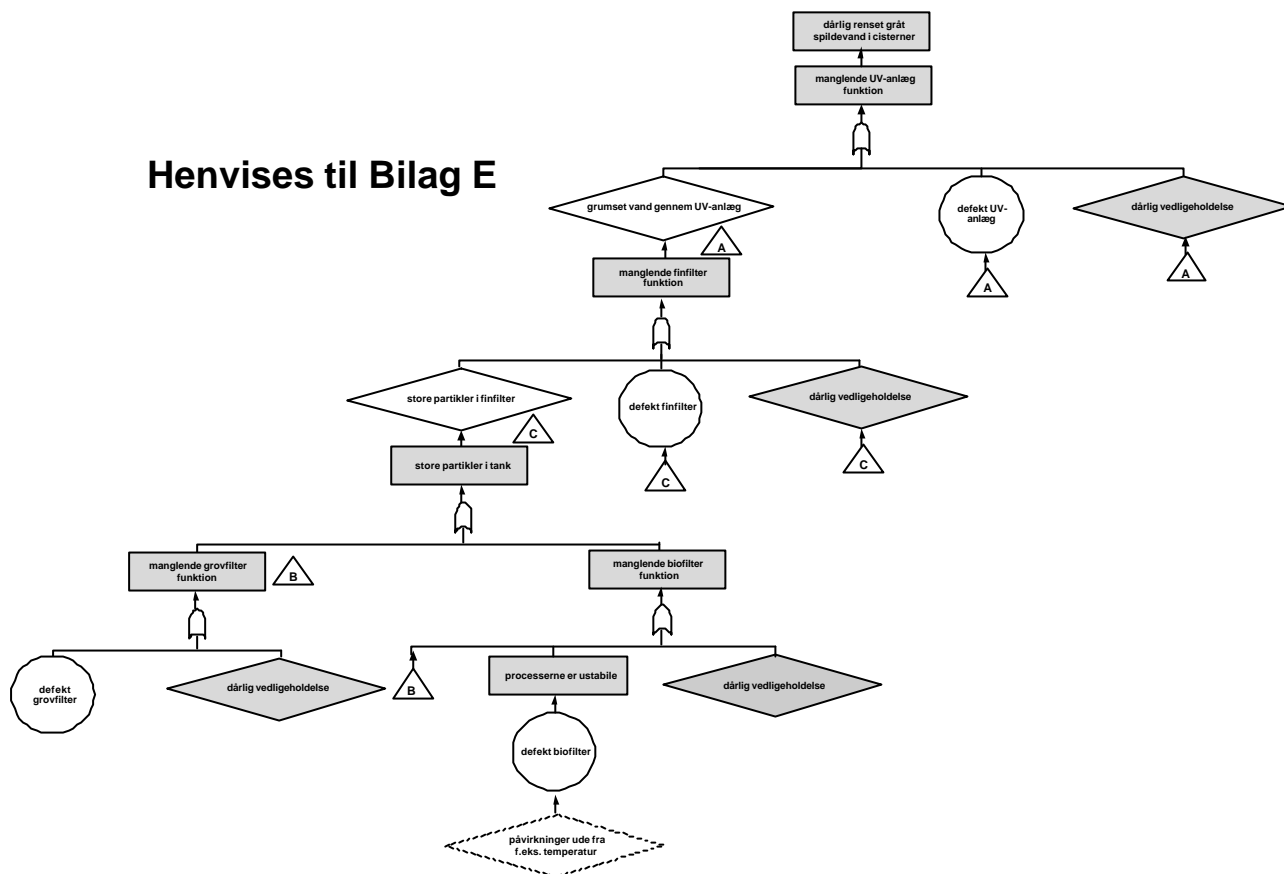 dårlig renset gråt
spildevand i cisterner
manglende UV-anlæg
funktion
Henvises til Bilag E
grumset vand gennem UV-anlæg
defekt UV-
anlæg
dårlig vedligeholdelse
A
A
A
manglende finfilter
funktion
store partikler i finfilter
defekt finfilter
dårlig vedligeholdelse
C
C
C
store partikler i tank
manglende grovfilter
funktion
B
manglende biofilter
funktion
defekt
grovfilter
dårlig vedligeholdelse
B
processerne er ustabile
dårlig vedligeholdelse
defekt biofilter
påvirkninger ude fra
f.eks. temperatur